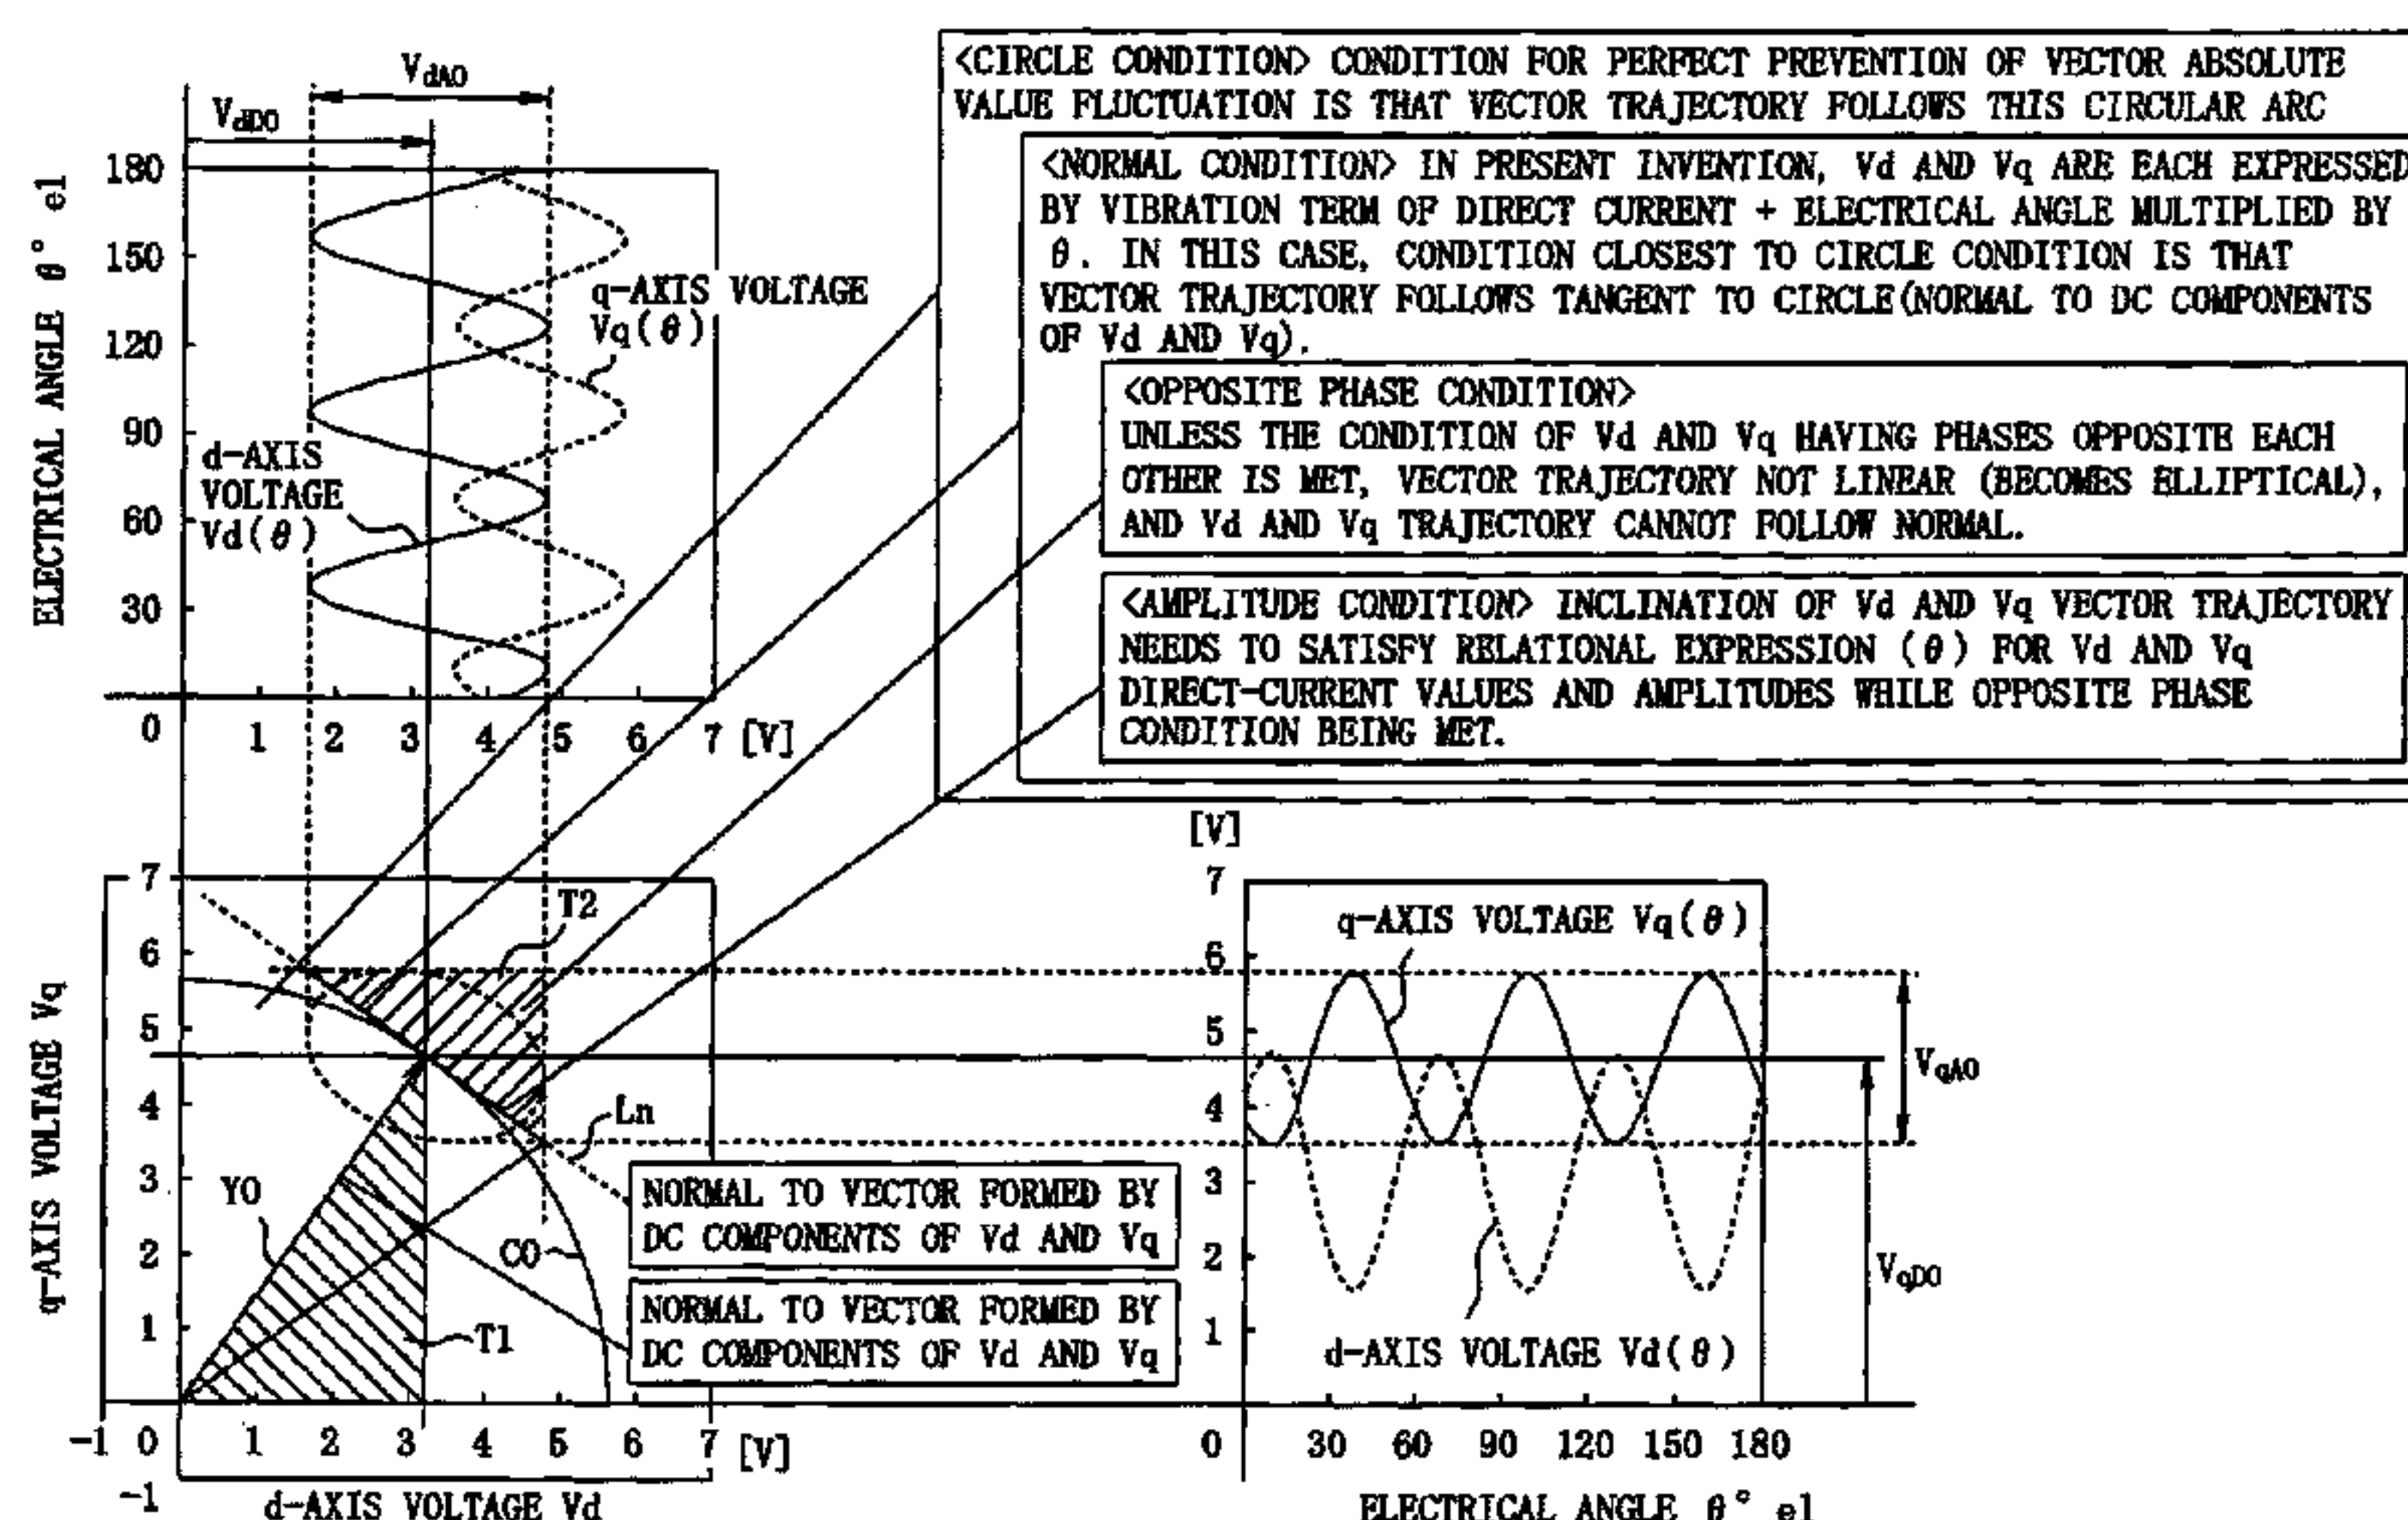 VdA0
VdD0
180
150
120
90
60
30
0
ELECTRICAL ANGLE θ° el
q-AXIS VOLTAGE
Vq(θ)
d-AXIS
VOLTAGE
Vd(θ)
1 2 3 4 5 6 7 [V]
<CIRCLE CONDITION> CONDITION FOR PERFECT PREVENTION OF VECTOR ABSOLUTE
VALUE FLUCTUATION IS THAT VECTOR TRAJECTORY FOLLOWS THIS CIRCULAR ARC
<NORMAL CONDITION> IN PRESENT INVENTION, Vd AND Vq ARE EACH EXPRESSED
BY VIBRATION TERM OF DIRECT CURRENT + ELECTRICAL ANGLE MULTIPLIED BY
θ. IN THIS CASE, CONDITION CLOSEST TO CIRCLE CONDITION IS THAT
VECTOR TRAJECTORY FOLLOWS TANGENT TO CIRCLE(NORMAL TO DC COMPONENTS
OF Vd AND Vq).
<OPPOSITE PHASE CONDITION>
UNLESS THE CONDITION OF Vd AND Vq HAVING PHASES OPPOSITE EACH
OTHER IS MET, VECTOR TRAJECTORY NOT LINEAR (BECOMES ELLIPTICAL),
AND Vd AND Vq TRAJECTORY CANNOT FOLLOW NORMAL.
<AMPLITUDE CONDITION> INCLINATION OF Vd AND Vq VECTOR TRAJECTORY
NEEDS TO SATISFY RELATIONAL EXPRESSION (θ) FOR Vd AND Vq
DIRECT-CURRENT VALUES AND AMPLITUDES WHILE OPPOSITE PHASE
CONDITION BEING MET.
7
6
5
4
3
2
1
q-AXIS VOLTAGE Vq
T2
Ln
Y0
C0
T1
NORMAL TO VECTOR FORMED BY
DC COMPONENTS OF Vd AND Vq
NORMAL TO VECTOR FORMED BY
DC COMPONENTS OF Vd AND Vq
-1 0 1 2 3 4 5 6 7 [V]
-1
d-AXIS VOLTAGE Vd
[V]
7
6
5
4
3
2
1
q-AXIS VOLTAGE Vq(θ)
d-AXIS VOLTAGE Vd(θ)
VqA0
VqD0
0 30 60 90 120 150 180
ELECTRICAL ANGLE θ° el